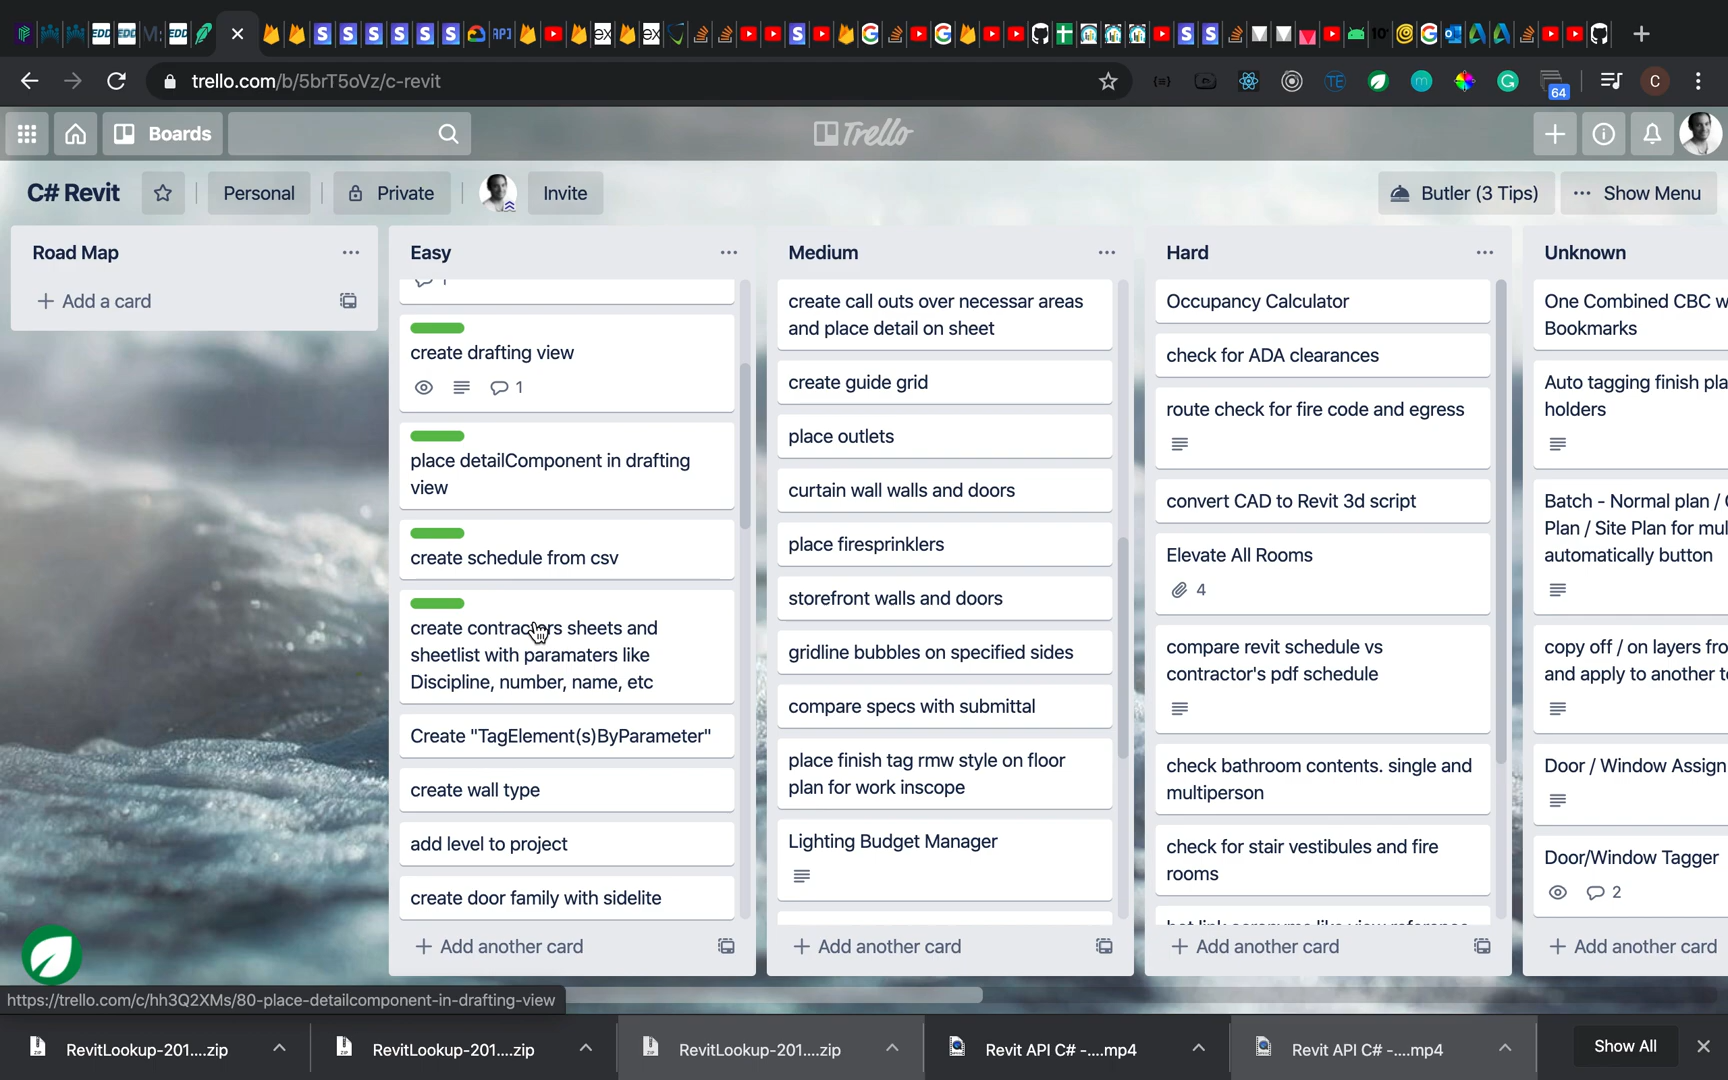 trello.com/b/5brT5oVz/c-revit
64
C
Boards
Trello
C# Revit
Personal
Private
Invite
Butler (3 Tips)
Show Menu
Road Map
Add a card
Easy
create drafting view
1
place detailComponent in drafting
view
create schedule from csv
create contractors sheets and
sheetlist with paramaters like
Discipline, number, name, etc
Create "TagElement(s)ByParameter"
create wall type
add level to project
create door family with sidelite
Add another card
Medium
create call outs over necessar areas
and place detail on sheet
create guide grid
place outlets
curtain wall walls and doors
place firesprinklers
storefront walls and doors
gridline bubbles on specified sides
compare specs with submittal
place finish tag rmw style on floor
plan for work inscope
Lighting Budget Manager
Add another card
Hard
Occupancy Calculator
check for ADA clearances
route check for fire code and egress
convert CAD to Revit 3d script
Elevate All Rooms
4
compare revit schedule vs
contractor's pdf schedule
check bathroom contents. single and
multiperson
check for stair vestibules and fire
rooms
Add another card
Unknown
One Combined CBC
Bookmarks
Auto tagging finish pla
holders
Batch - Normal plan /
Plan / Site Plan for mul
automatically button
copy off / on layers fro
and apply to another
Door / Window Assign
Door/Window Tagger
2
Add another card
https://trello.com/c/hh3Q2XMs/80-place-detailcomponent-in-drafting-view
RevitLookup-201....zip
RevitLookup-201....zip
RevitLookup-201....zip
Revit API C# -....mp4
Revit API C# -....mp4
Show All